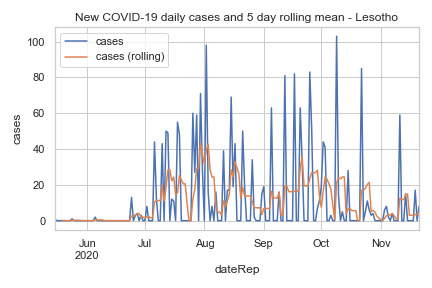 New COVID-19 daily cases and 5 day rolling mean - Lesotho
cases
cases (rolling)
100
80
60
40
20
0
cases
Jun Jul Aug Sep Oct Nov
2020
dateRep